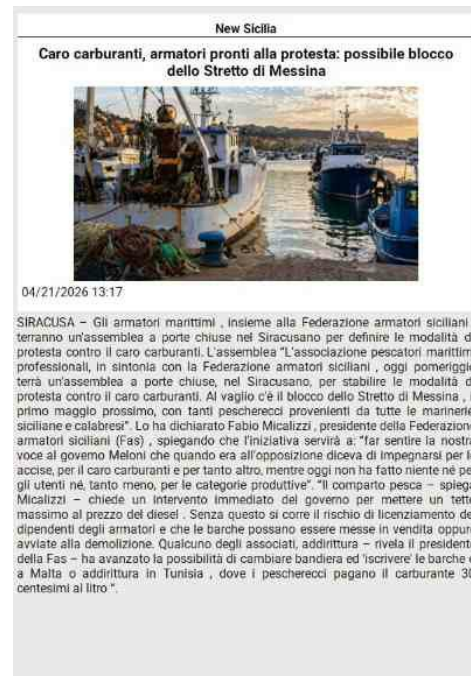 New Sicilia
Caro carburanti, armatori pronti alla protesta: possibile blocco
dello Stretto di Messina
04/21/2026 13:17
SIRACUSA – Gli armatori marittimi , insieme alla Federazione armatori siciliani
terranno un'assemblea a porte chiuse nel Siracusano per definire le modalità d
protesta contro il caro carburanti. L'assemblea "L'associazione pescatori marittim
professionali, in sintonia con la Federazione armatori siciliani , oggi pomeriggio
terrà un'assemblea a porte chiuse, nel Siracusano, per stabilire le modalità d
protesta contro il caro carburanti. Al vaglio c'è il blocco dello Stretto di Messina ,
primo maggio prossimo, con tanti pescherecci provenienti da tutte le marinerie
siciliane e calabresi". Lo ha dichiarato Fabio Micalizzi , presidente della Federazione
armatori siciliani (Fas) , spiegando che l'iniziativa servirà a: "far sentire la nostra
voce al governo Meloni che quando era all'opposizione diceva di impegnarsi per le
accise, per il caro carburanti e per tanto altro, mentre oggi non ha fatto niente né pe
gli utenti né, tanto meno, per le categorie produttive". "Il comparto pesca – spiega
Micalizzi – chiede un intervento immediato del governo per mettere un tetto
massimo al prezzo del diesel . Senza questo si corre il rischio di licenziamento de
dipendenti degli armatori e che le barche possano essere messe in vendita oppure
avviate alla demolizione. Qualcuno degli associati, addirittura – rivela il presidente
della Fas – ha avanzato la possibilità di cambiare bandiera ed 'iscrivere' le barche
a Malta o addirittura in Tunisia , dove i pescherecci pagano il carburante 30
centesimi al litro ".